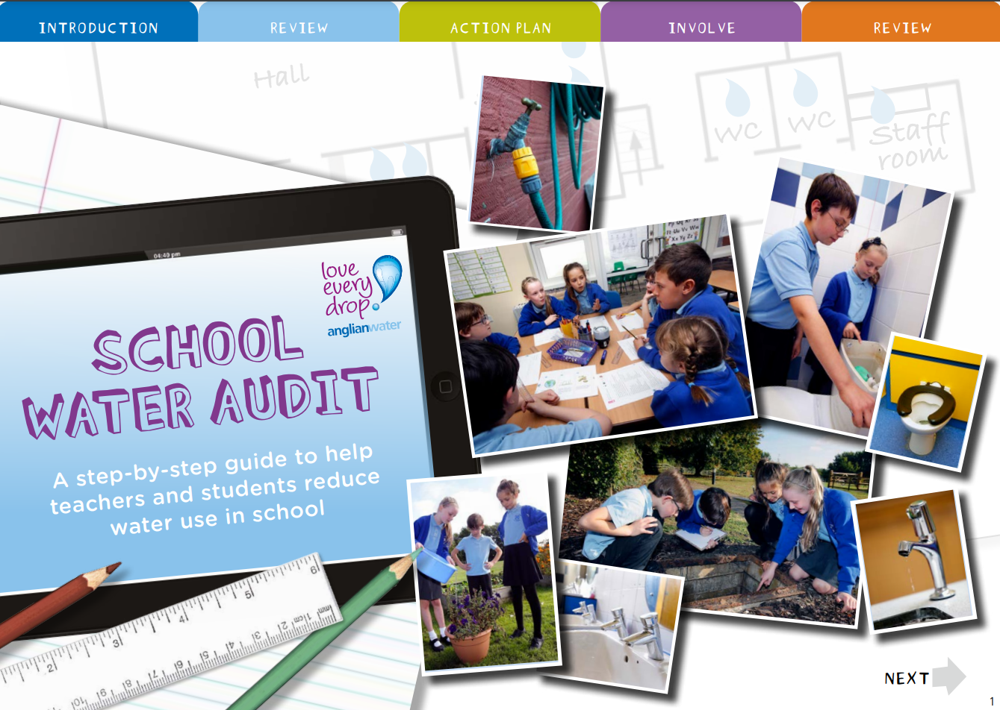 INTRODUCTION
REVIEW
ACTION PLAN
INVOLVE
REVIEW
Hall
WC
WC
Staff
room
04:40 pm
love
every
drop
anglianwater
SCHOOL
WATER AUDIT
A step-by-step guide to help
teachers and students reduce
water use in school
NEXT
1